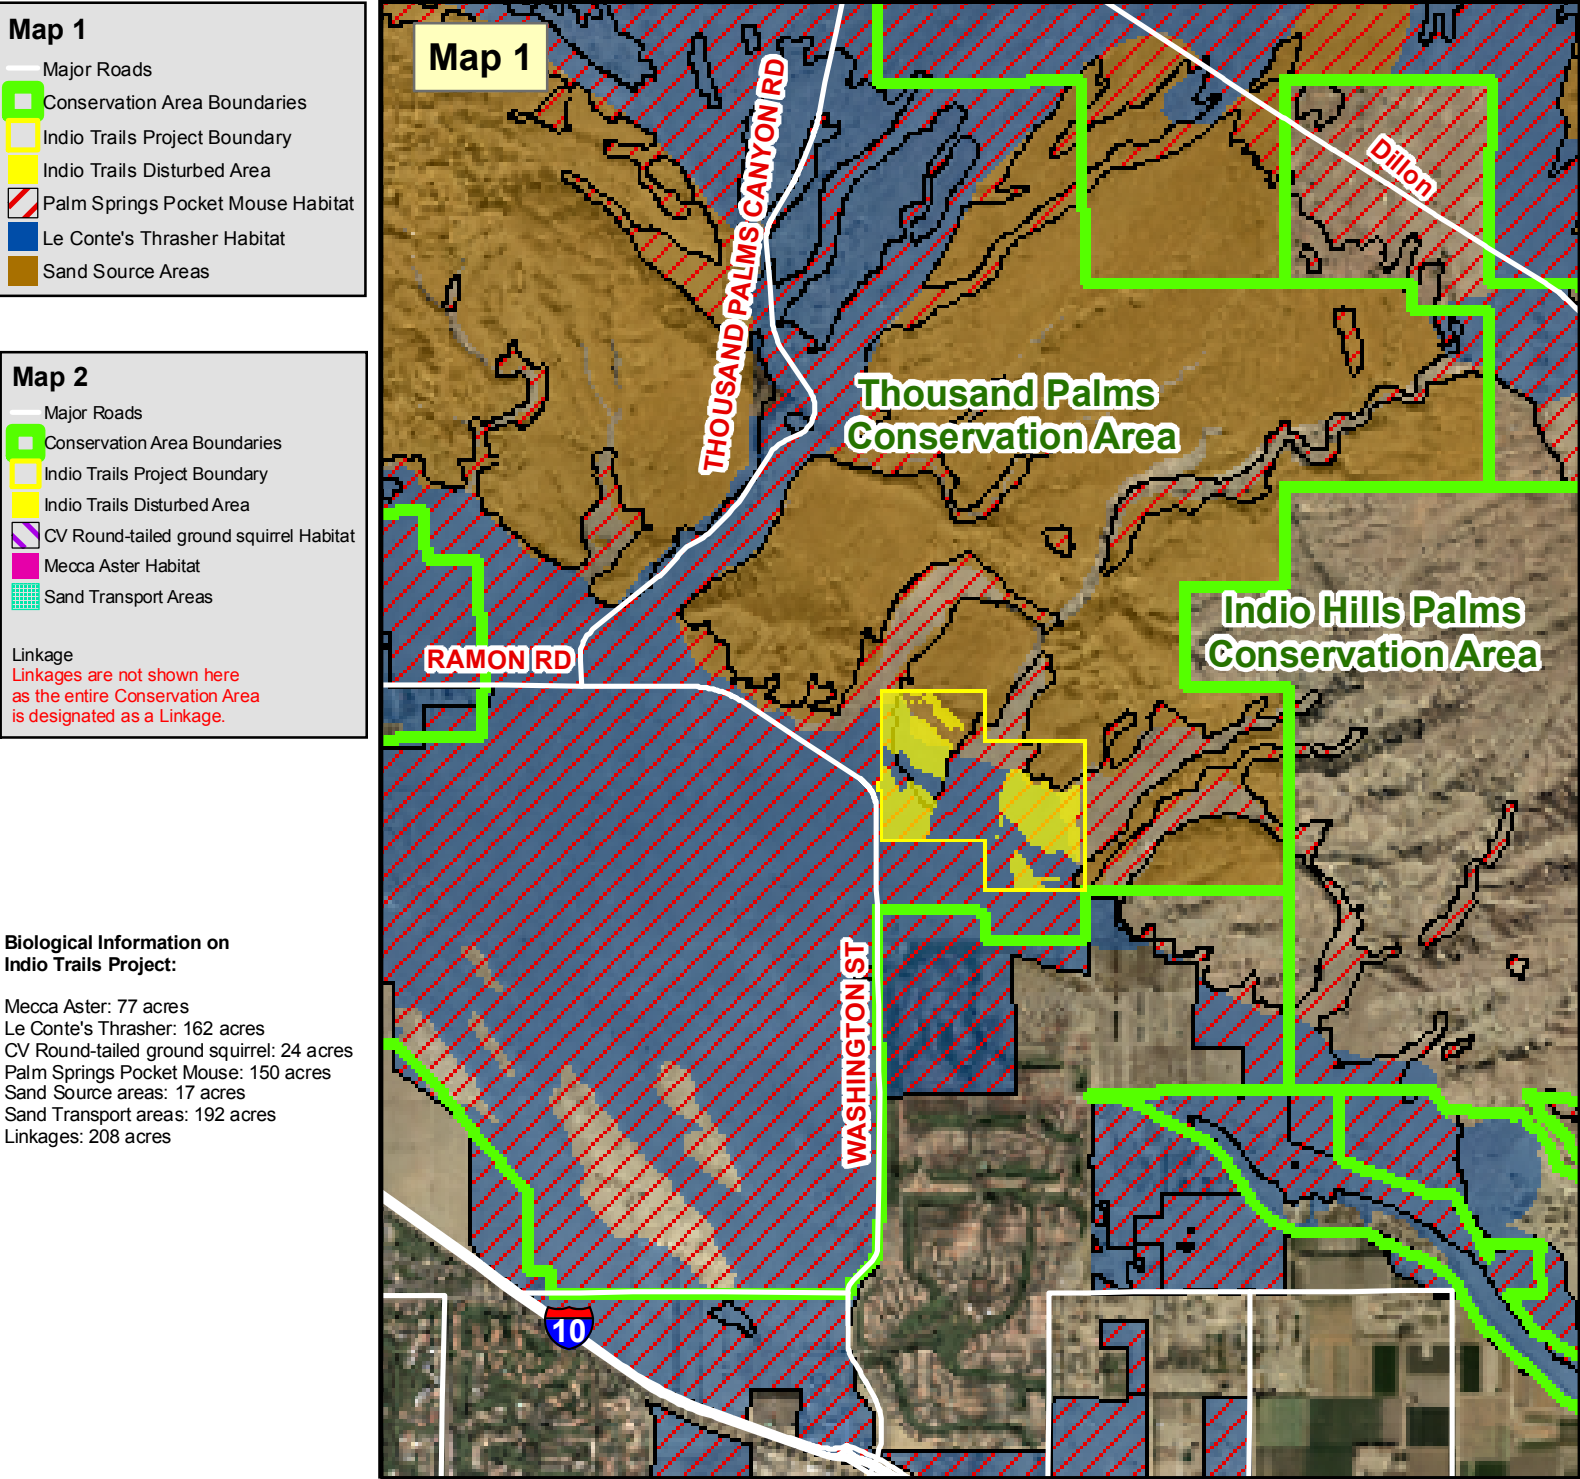 Map 1
Major Roads
Conservation Area Boundaries
Indio Trails Project Boundary
Indio Trails Disturbed Area
Palm Springs Pocket Mouse Habitat
Le Conte's Thrasher Habitat
Sand Source Areas
Map 2
Major Roads
Conservation Area Boundaries
Indio Trails Project Boundary
Indio Trails Disturbed Area
CV Round-tailed ground squirrel Habitat
Mecca Aster Habitat
Sand Transport Areas
Linkage
Linkages are not shown here
as the entire Conservation Area
is designated as a Linkage.
Biological Information on
Indio Trails Project:
Mecca Aster: 77 acres
Le Conte's Thrasher: 162 acres
CV Round-tailed ground squirrel: 24 acres
Palm Springs Pocket Mouse: 150 acres
Sand Source areas: 17 acres
Sand Transport areas: 192 acres
Linkages: 208 acres
Map 1
THOUSAND PALMS CANYON RD
Dillon
Thousand Palms
Conservation Area
Indio Hills Palms
Conservation Area
RAMON RD
WASHINGTON ST
10